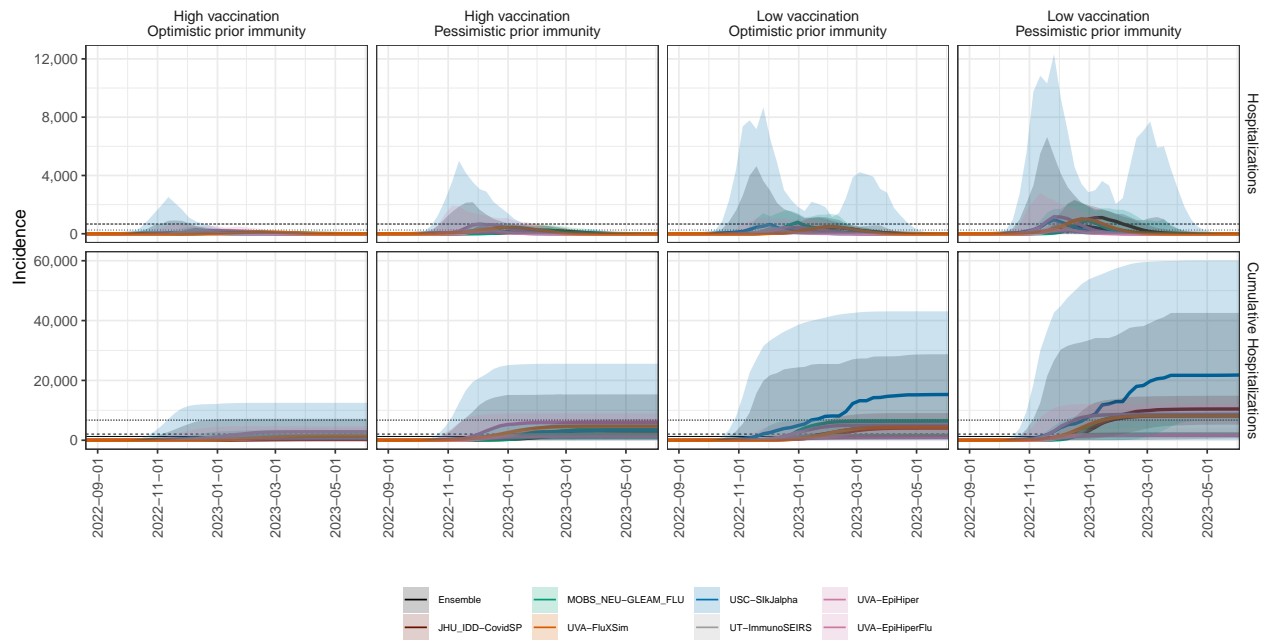 High vaccination
Optimistic prior immunity
High vaccination
Pessimistic prior immunity
Low vaccination
Optimistic prior immunity
Low vaccination
Pessimistic prior immunity
Incidence
12,000
8,000
4,000
0
Hospitalizations
60,000
40,000
20,000
0
Cumulative Hospitalizations
2022−09−01
2022−11−01
2023−01−01
2023−03−01
2023−05−01
2022−09−01
2022−11−01
2023−01−01
2023−03−01
2023−05−01
2022−09−01
2022−11−01
2023−01−01
2023−03−01
2023−05−01
2022−09−01
2022−11−01
2023−01−01
2023−03−01
2023−05−01
Ensemble
JHU_IDD−CovidSP
MOBS_NEU−GLEAM_FLU
UVA−FluXSim
USC−SIkJalpha
UT−ImmunoSEIRS
UVA−EpiHiper
UVA−EpiHiperFlu